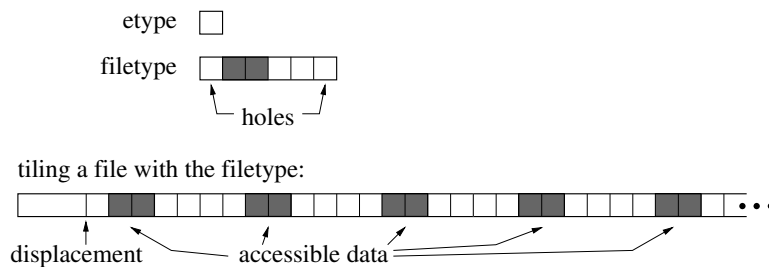 etype
filetype
holes
tiling a file with the filetype:
displacement accessible data